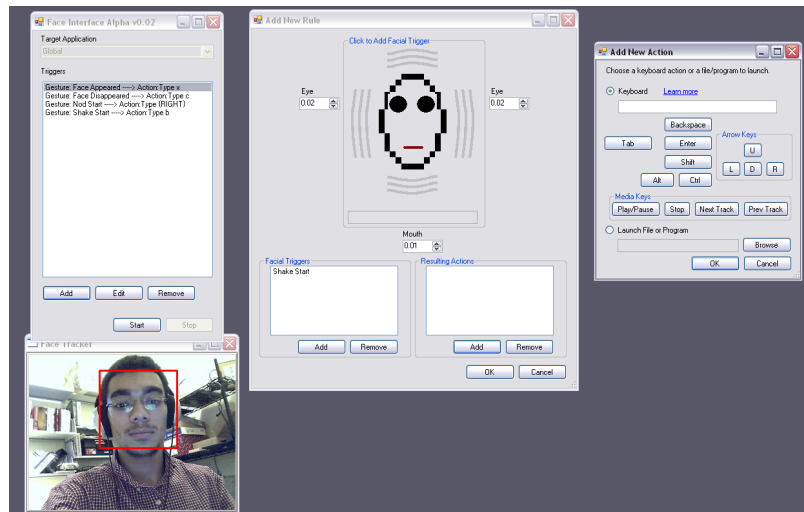 Face Interface Alpha v0.02
Target Application
Global
Triggers
Gesture: Face Appeared ----> Action:Type x
Gesture: Face Disappeared ----> Action:Type c
Gesture: Nod Start ----> Action:Type {RIGHT}
Gesture: Shake Start ----> Action:Type b
Add
Edit
Remove
Start
Stop
Face Tracker
Add New Rule
Click to Add Facial Trigger
Eye
0.02
Eye
0.02
Mouth
0.01
Facial Triggers
Shake Start
Add
Remove
Resulting Actions
Add
Remove
OK
Cancel
Add New Action
Choose a keyboard action or a file/program to launch.
Keyboard
Learn more
Backspace
Tab
Enter
Shift
Alt
Ctrl
Arrow Keys
U
L
D
R
Media Keys
Play/Pause
Stop
Next Track
Prev Track
Launch File or Program
Browse
OK
Cancel